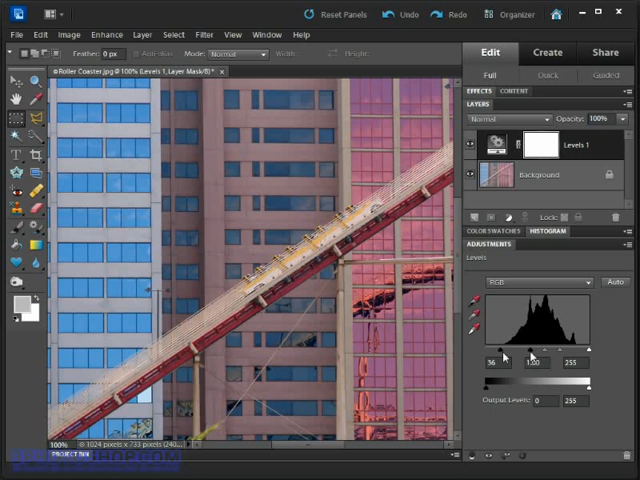 Reset Panels Undo Redo Organizer
File Edit Image Enhance Layer Select Filter View Window Help
Feather: 0 px Anti-alias Mode: Normal Width: Height:
Roller Coaster.jpg @ 100% (Levels 1, Layer Mask/8) * ×
Edit Create Share
Full Quick Guided
EFFECTS CONTENT
LAYERS
Normal Opacity: 100%
Levels 1
Background
Lock:
COLOR SWATCHES HISTOGRAM
ADJUSTMENTS
Levels
RGB Auto
36 1.00 255
Output Levels: 0 255
100% 1024 pixels x 733 pixels (240...
PROJECT BIN